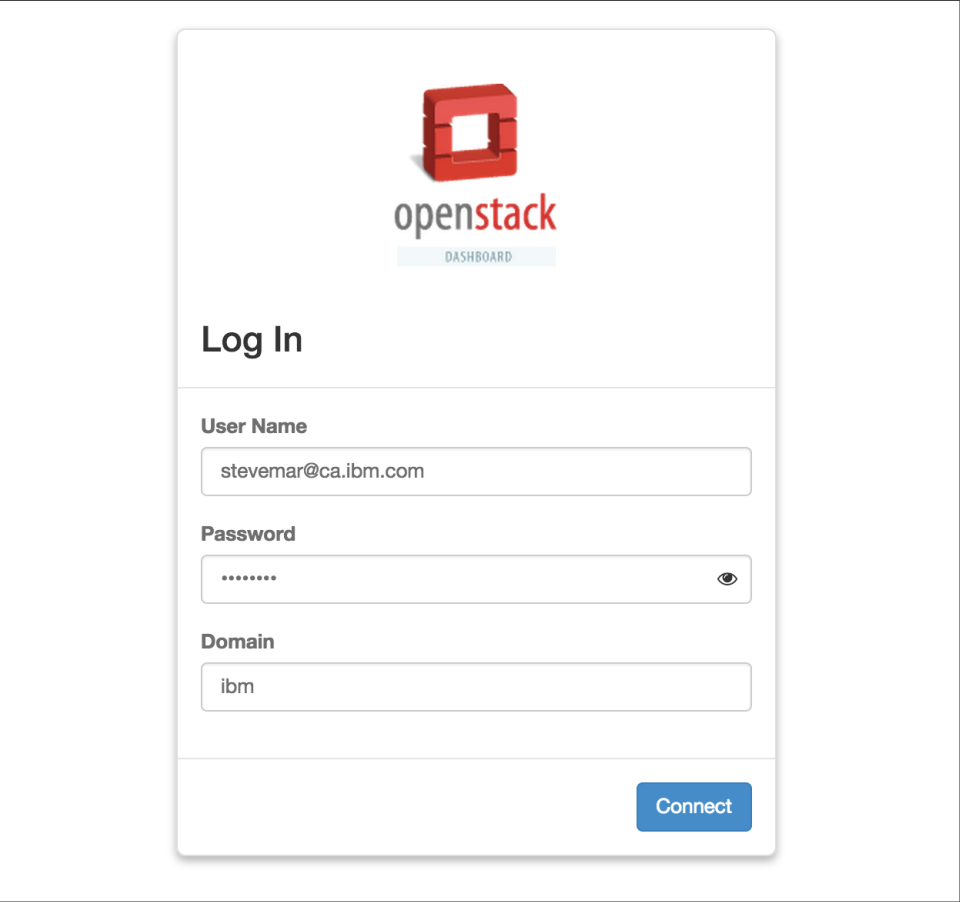 openstack
DASHBOARD
Log In
User Name
stevemar@ca.ibm.com
Password
••••••••
Domain
ibm
Connect